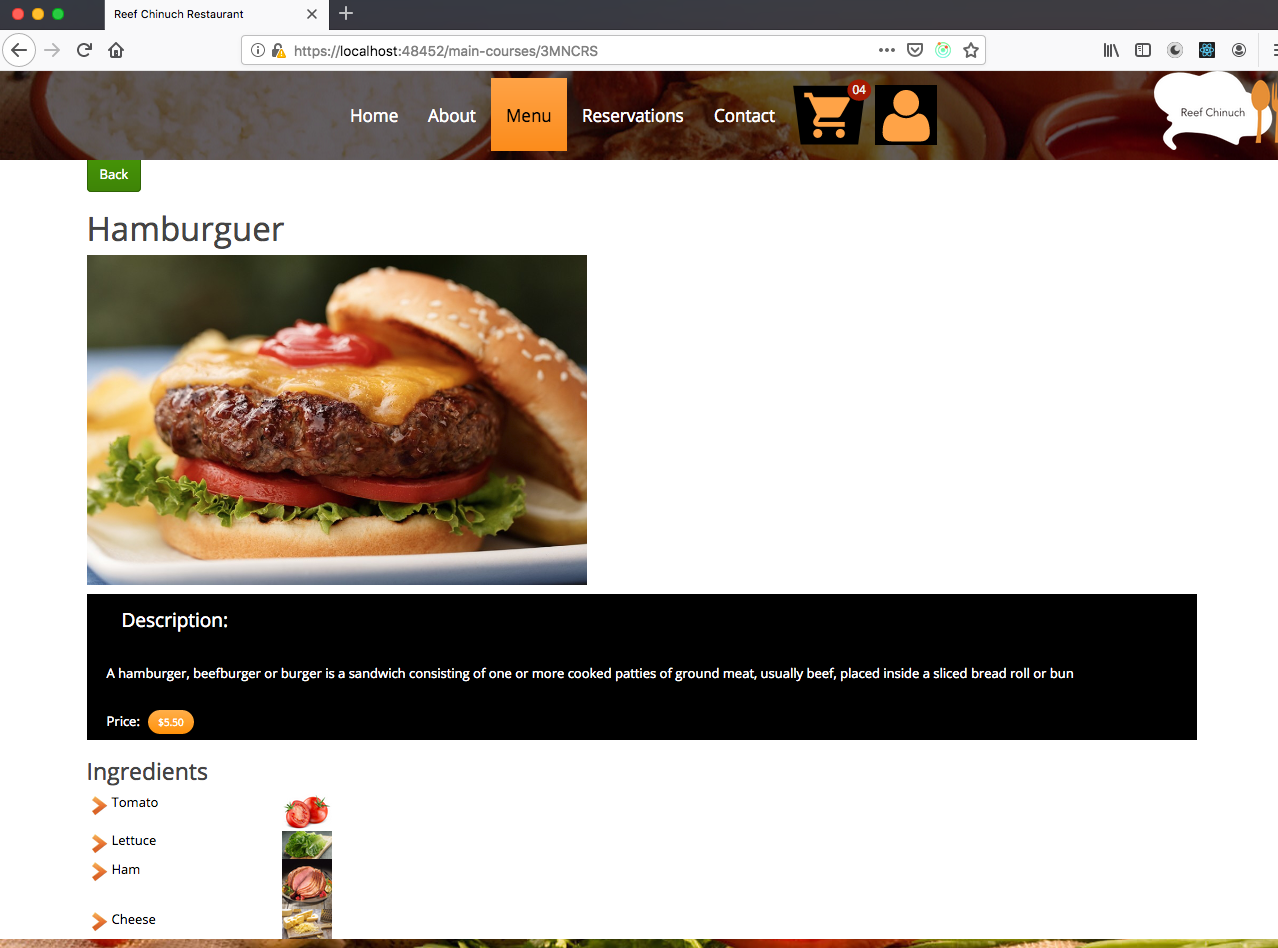 Reef Chinuch Restaurant
https://localhost:48452/main-courses/3MNCRS
Home About Menu Reservations Contact 04 Reef Chinuch
Back
Hamburguer
Description:
A hamburger, beefburger or burger is a sandwich consisting of one or more cooked patties of ground meat, usually beef, placed inside a sliced bread roll or bun
Price: $5.50
Ingredients
Tomato
Lettuce
Ham
Cheese